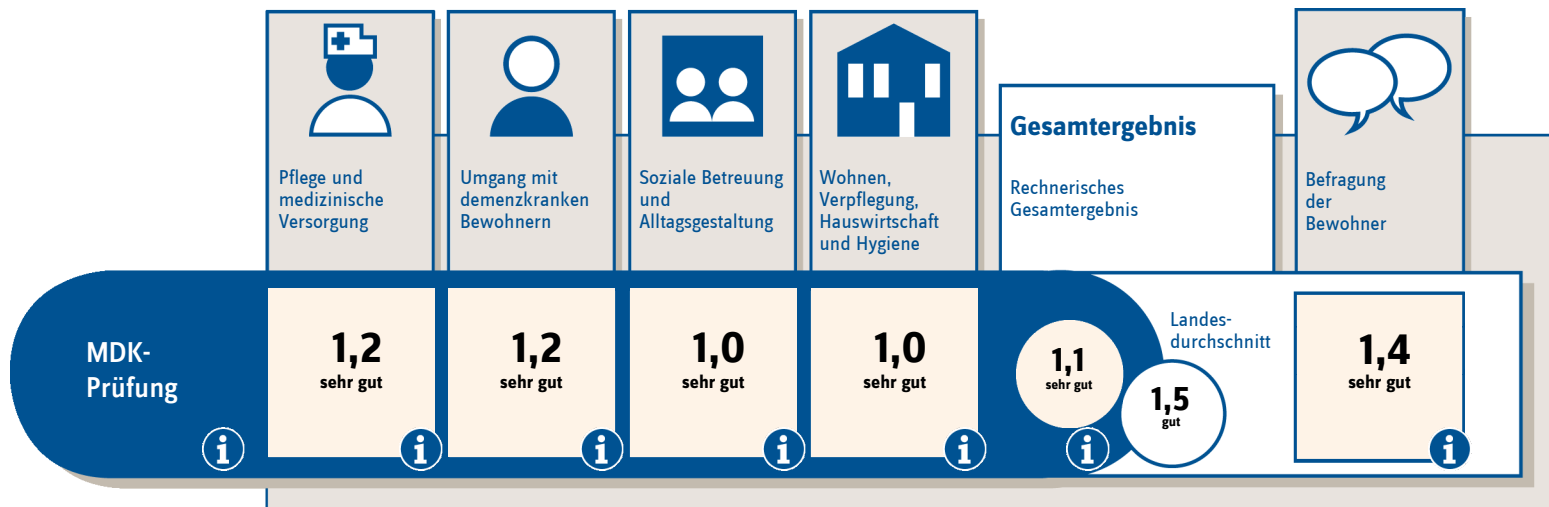 Pflege und
medizinische
Versorgung
Umgang mit
demenzkranken
Bewohnern
Soziale Betreuung
und
Alltagsgestaltung
Wohnen,
Verpflegung,
Hauswirtschaft
und Hygiene
Gesamtergebnis
Rechnerisches
Gesamtergebnis
Befragung
der
Bewohner
MDK-
Prüfung
i
1,2
sehr gut
i
1,2
sehr gut
i
1,0
sehr gut
i
1,0
sehr gut
i
1,1
sehr gut
i
Landes-
durchschnitt
1,5
gut
1,4
sehr gut
i